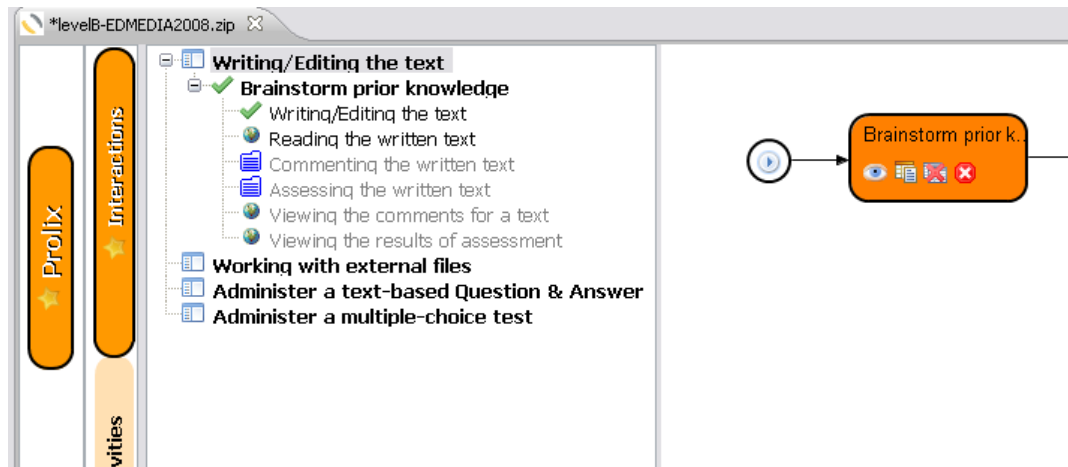 *levelB-EDMEDIA2008.zip
Prolix
Interactions
vities
Writing/Editing the text
Brainstorm prior knowledge
Writing/Editing the text
Reading the written text
Commenting the written text
Assessing the written text
Viewing the comments for a text
Viewing the results of assessment
Working with external files
Administer a text-based Question & Answer
Administer a multiple-choice test
Brainstorm prior k..